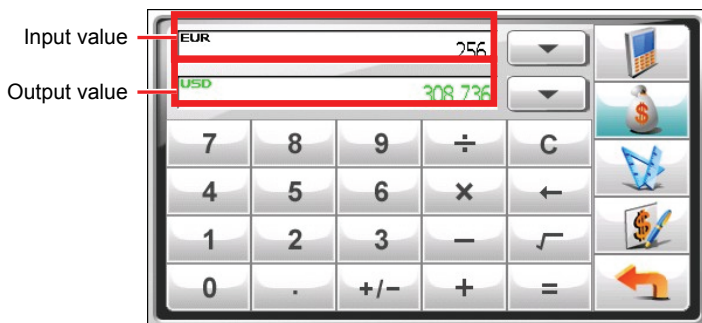 Input value
EUR
256
Output value
USD
308.736
7 8 9 ÷ C
4 5 6 × ←
1 2 3 − √
0 . +/− + =